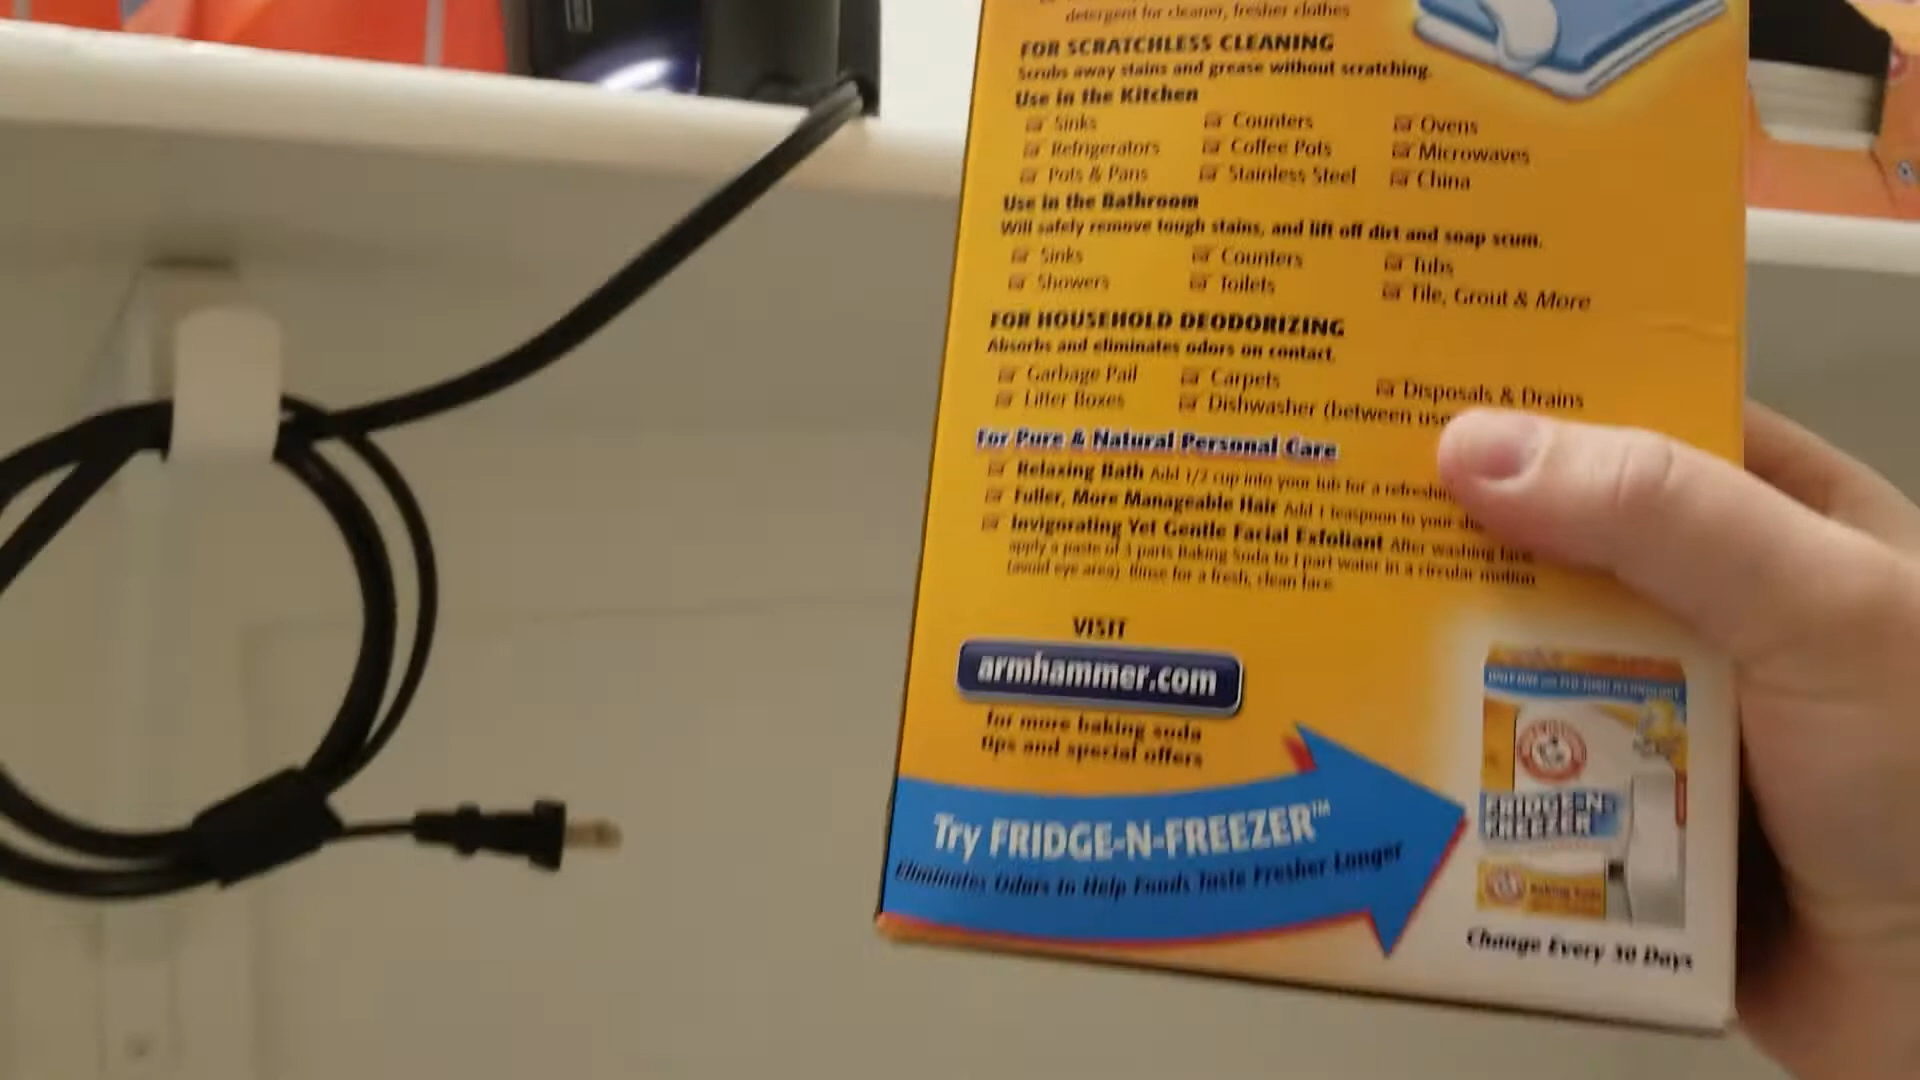 detergent for cleaner, fresher clothes
FOR SCRATCHLESS CLEANING
Scrubs away stains and grease without scratching.
Use in the Kitchen
Sinks Counters Ovens
Refrigerators Coffee Pots Microwaves
Pots & Pans Stainless Steel China
Use in the Bathroom
Will safely remove tough stains, and lift off dirt and soap scum.
Sinks Counters Tubs
Showers Toilets Tile, Grout & More
FOR HOUSEHOLD DEODORIZING
Absorbs and eliminates odors on contact.
Garbage Pail Carpets Disposals & Drains
Litter Boxes Dishwasher (between use
For Pure & Natural Personal Care
Relaxing Bath Add 1/2 cup into your tub for a refreshing
Fuller, More Manageable Hair Add 1 teaspoon to your sh
Invigorating Yet Gentle Facial Exfoliant After washing face
apply a paste of 3 parts Baking Soda to 1 part water in a circular motion
(avoid eye area). Rinse for a fresh, clean face.
VISIT
armhammer.com
for more baking soda
tips and special offers
Try FRIDGE-N-FREEZER™
Eliminates Odors to Help Foods Taste Fresher Longer
FRIDGE-N-
FREEZER
Baking Soda
Change Every 30 Days